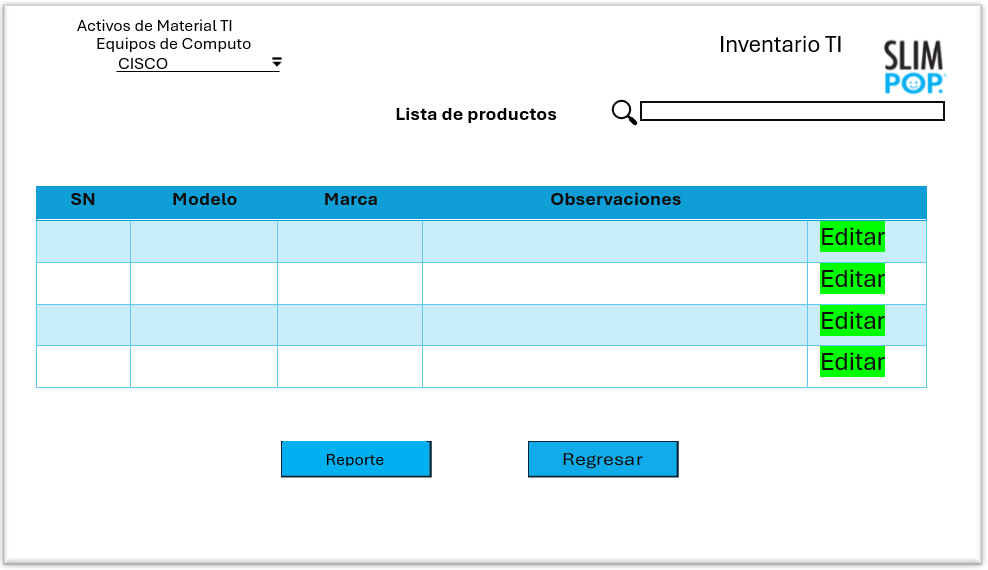 Activos de Material TI
Equipos de Computo
CISCO
Inventario TI
SLIM
POP.
Lista de productos
SN Modelo Marca Observaciones
Editar
Editar
Editar
Editar
Reporte Regresar